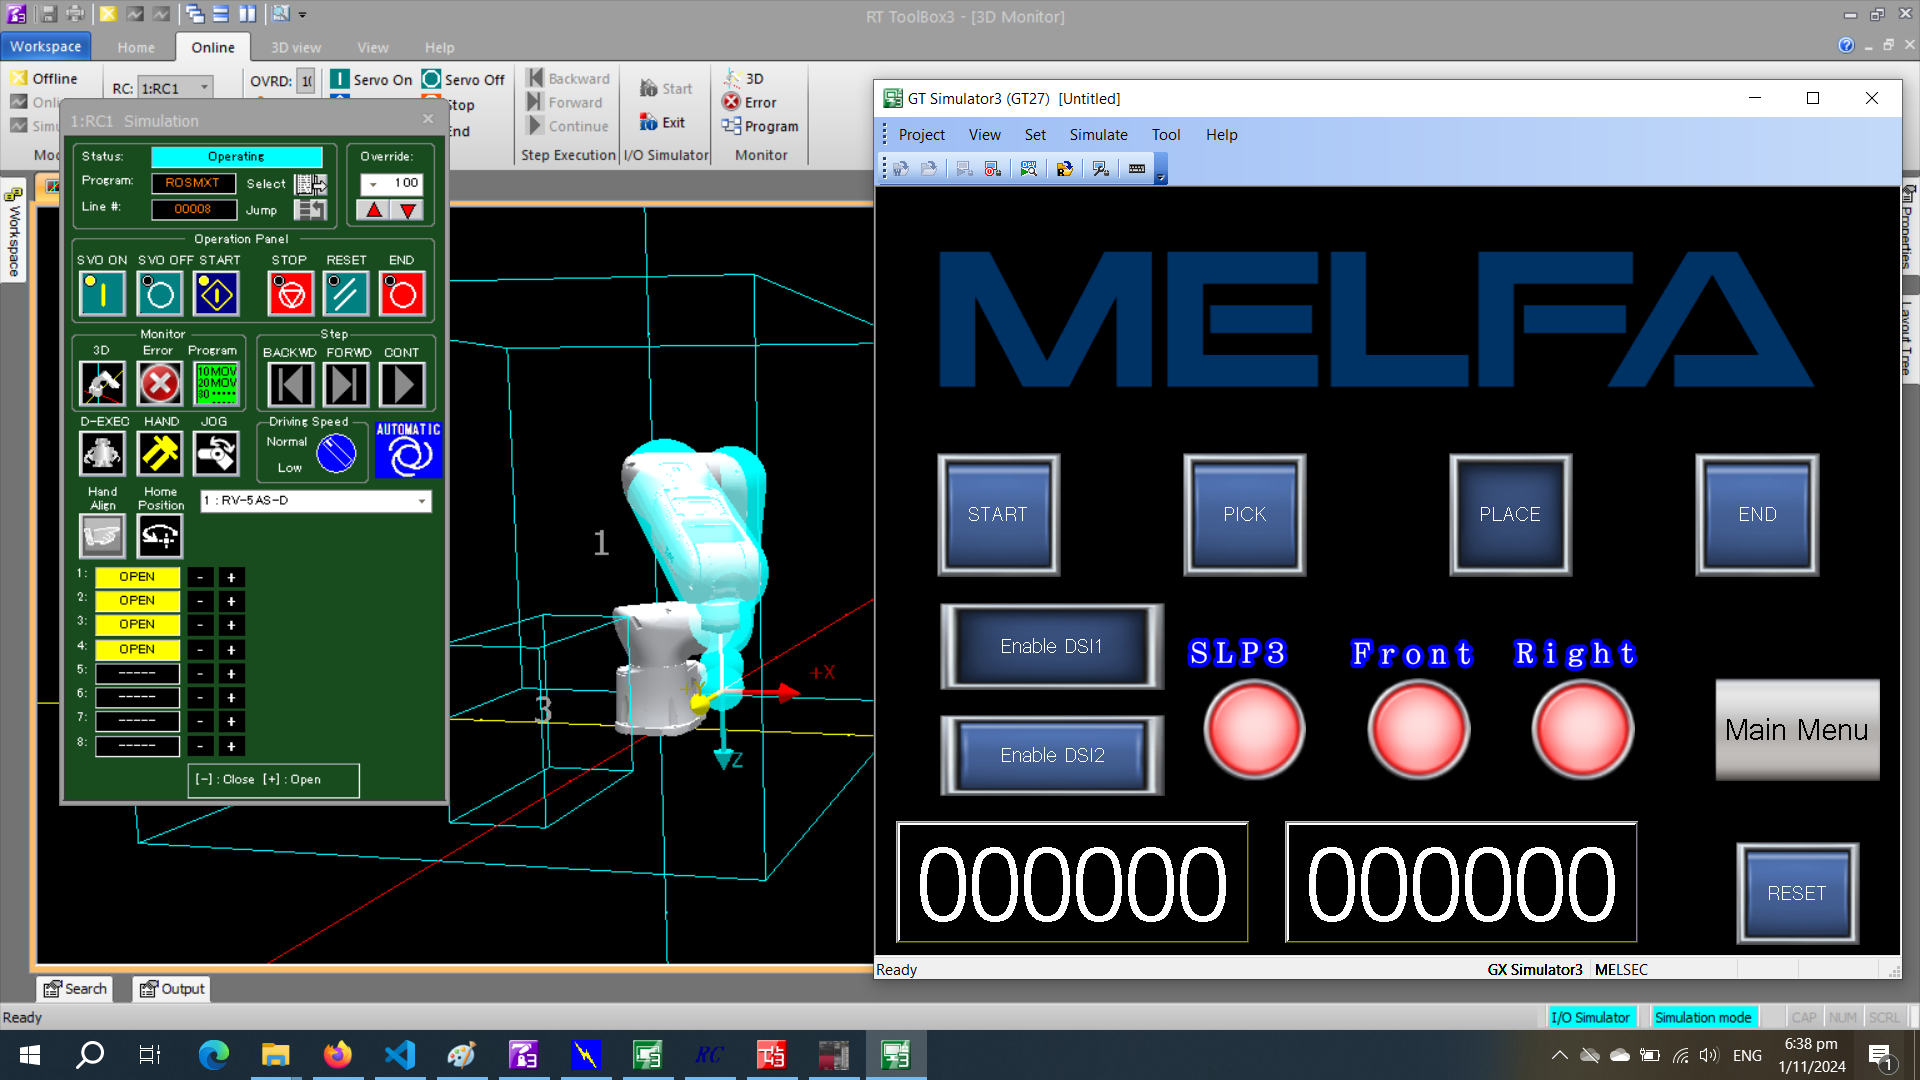 RT ToolBox3 - [3D Monitor]
Workspace Home Online 3D view View Help
Offline
RC: 1:RC1
OVRD:
Servo On Servo Off
Backward
Forward
Continue
Step Execution
Start
Exit
I/O Simulator
3D
Error
Program
Monitor
1:RC1 Simulation
Status: Operating
Program: ROSMXT Select
Line #: 00008 Jump
Override:
100
Operation Panel
SVO ON SVO OFF START STOP RESET END
Monitor
3D Error Program
10MOV
20MOV
Step
BACKWD FORWD CONT
D-EXEC HAND JOG
Driving Speed
Normal
Low
AUTOMATIC
Hand Align
Home Position
1 : RV-5AS-D
1: OPEN - +
2: OPEN - +
3: OPEN - +
4: OPEN - +
5: ----- - +
6: ----- - +
7: ----- - +
8: ----- - +
[-] : Close [+] : Open
Workspace
1
3
+X
Z
GT Simulator3 (GT27) [Untitled]
Project View Set Simulate Tool Help
MELFA
START PICK PLACE END
Enable DSI1
Enable DSI2
SLP3 Front Right
Main Menu
000000 000000
RESET
Ready GX Simulator3 MELSEC
Properties
Layout Tree
Search Output
Ready I/O Simulator Simulation mode CAP NUM SCRL
ENG
6:38 pm
1/11/2024
1